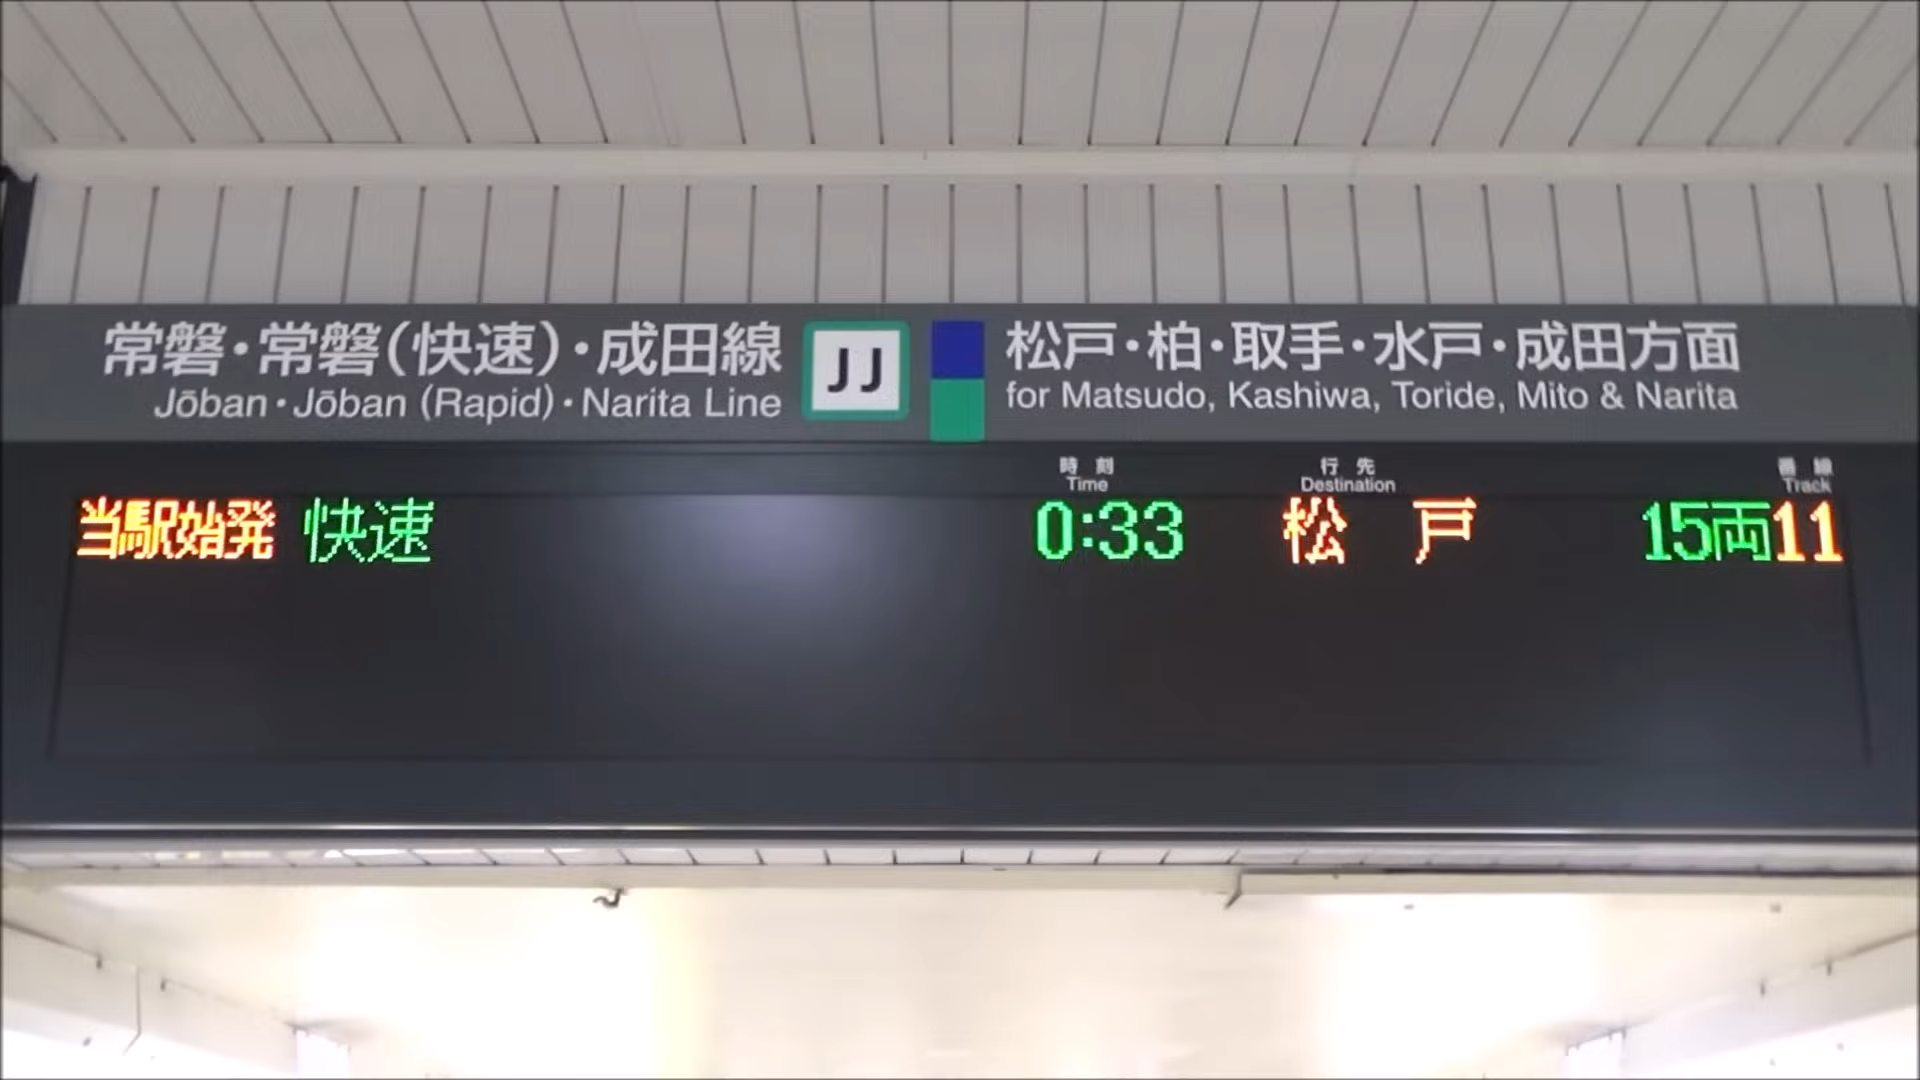 常磐・常磐(快速)・成田線
Jōban・Jōban (Rapid)・Narita Line
JJ
松戸・柏・取手・水戸・成田方面
for Matsudo, Kashiwa, Toride, Mito & Narita
時刻 行先 番線
Time Destination Track
当駅始発 快速 0:33 松戸 15両 11